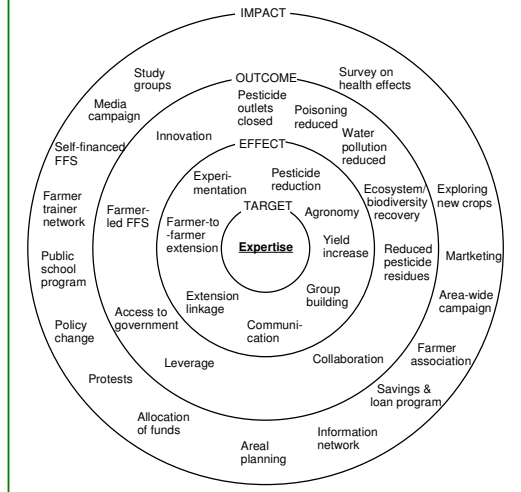 IMPACT
Study
groups
Survey on
health effects
Media
campaign
Self-financed
FFS
Farmer
trainer
network
Public
school
program
Policy
change
Protests
Allocation
of funds
Areal
planning
Information
network
Savings &
loan program
Farmer
association
Area-wide
campaign
Martketing
Exploring
new crops
OUTCOME
Pesticide
outlets
closed
Poisoning
reduced
Water
pollution
reduced
Innovation
Ecosystem/
biodiversity
recovery
Reduced
pesticide
residues
Farmer-
led FFS
Access to
government
Leverage
Collaboration
EFFECT
Experi-
mentation
Pesticide
reduction
Agronomy
Farmer-to
-farmer
extension
Yield
increase
Extension
linkage
Group
building
Communi-
cation
TARGET
Expertise